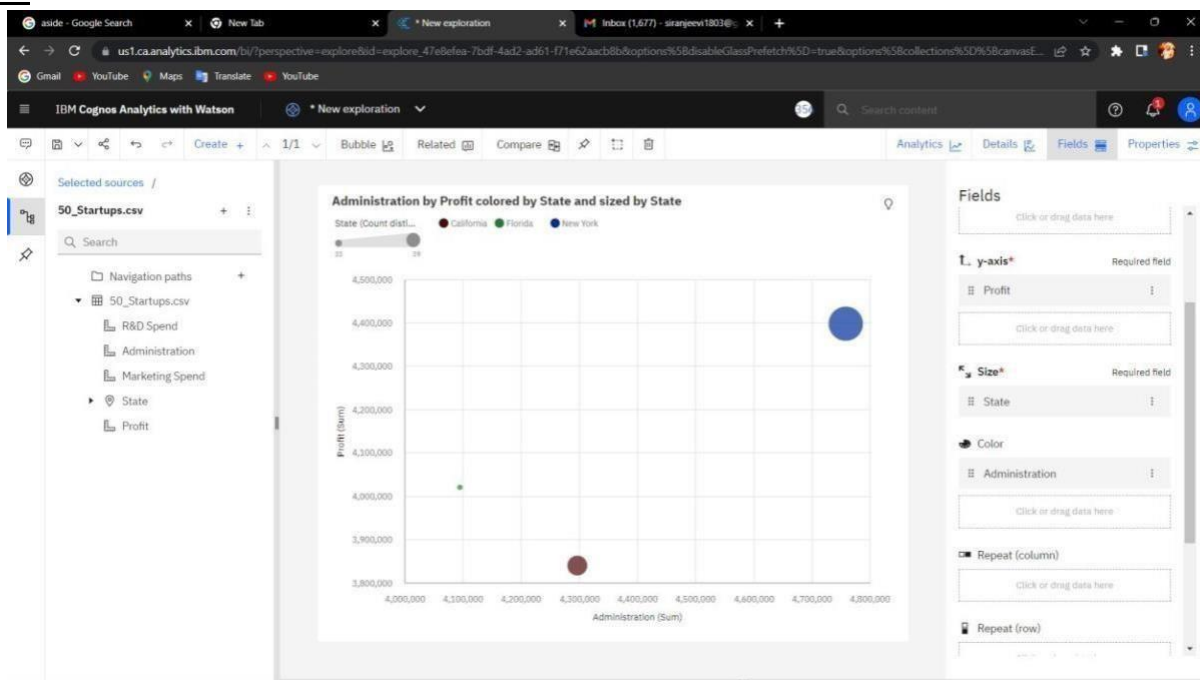 aside - Google Search
New Tab
* New exploration
Inbox (1,677) - siranjeevi1803@
us1.ca.analytics.ibm.com/bi/?perspective=explore&id=explore_47e8efea-7bdf-4ad2-ad61-f71e62aacb8b&options%5BdisableGlassPrefetch%5D=true&options%5Bcollections%5D%5BcanvasE...
Gmail YouTube Maps Translate YouTube
IBM Cognos Analytics with Watson
* New exploration
Search content
Create + 1/1 Bubble Related Compare
Analytics Details Fields Properties
Selected sources /
50_Startups.csv
Search
Navigation paths
50_Startups.csv
R&D Spend
Administration
Marketing Spend
State
Profit
Administration by Profit colored by State and sized by State
State (Count disti...
California Florida New York
4,500,000
4,400,000
4,300,000
4,200,000
4,100,000
4,000,000
3,900,000
3,800,000
Profit (Sum)
4,000,000 4,100,000 4,200,000 4,300,000 4,400,000 4,500,000 4,600,000 4,700,000 4,800,000
Administration (Sum)
Fields
Click or drag data here
y-axis* Required field
Profit
Click or drag data here
Size* Required field
State
Color
Administration
Click or drag data here
Repeat (column)
Click or drag data here
Repeat (row)